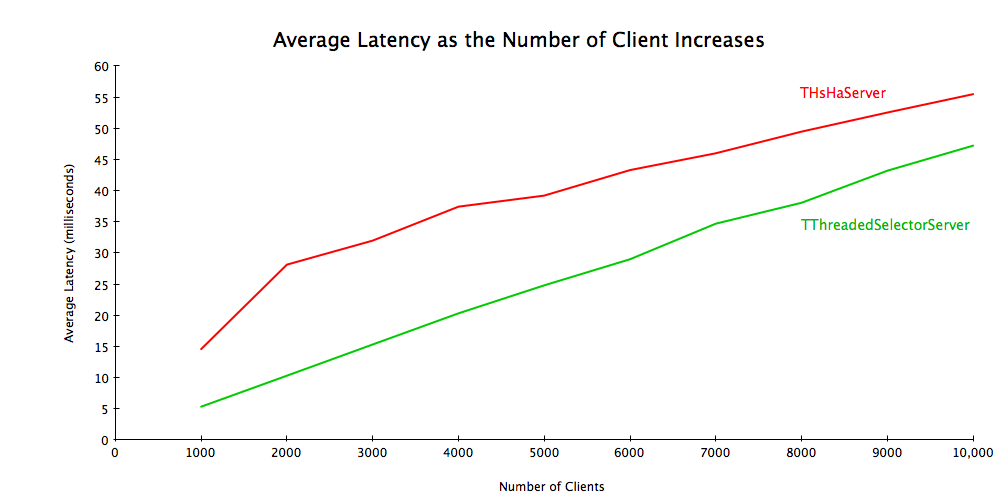 Average Latency as the Number of Client Increases
60
55
50
45
40
35
30
25
20
15
10
5
0
Average Latency (milliseconds)
THsHaServer
TThreadedSelectorServer
0 1000 2000 3000 4000 5000 6000 7000 8000 9000 10,000
Number of Clients